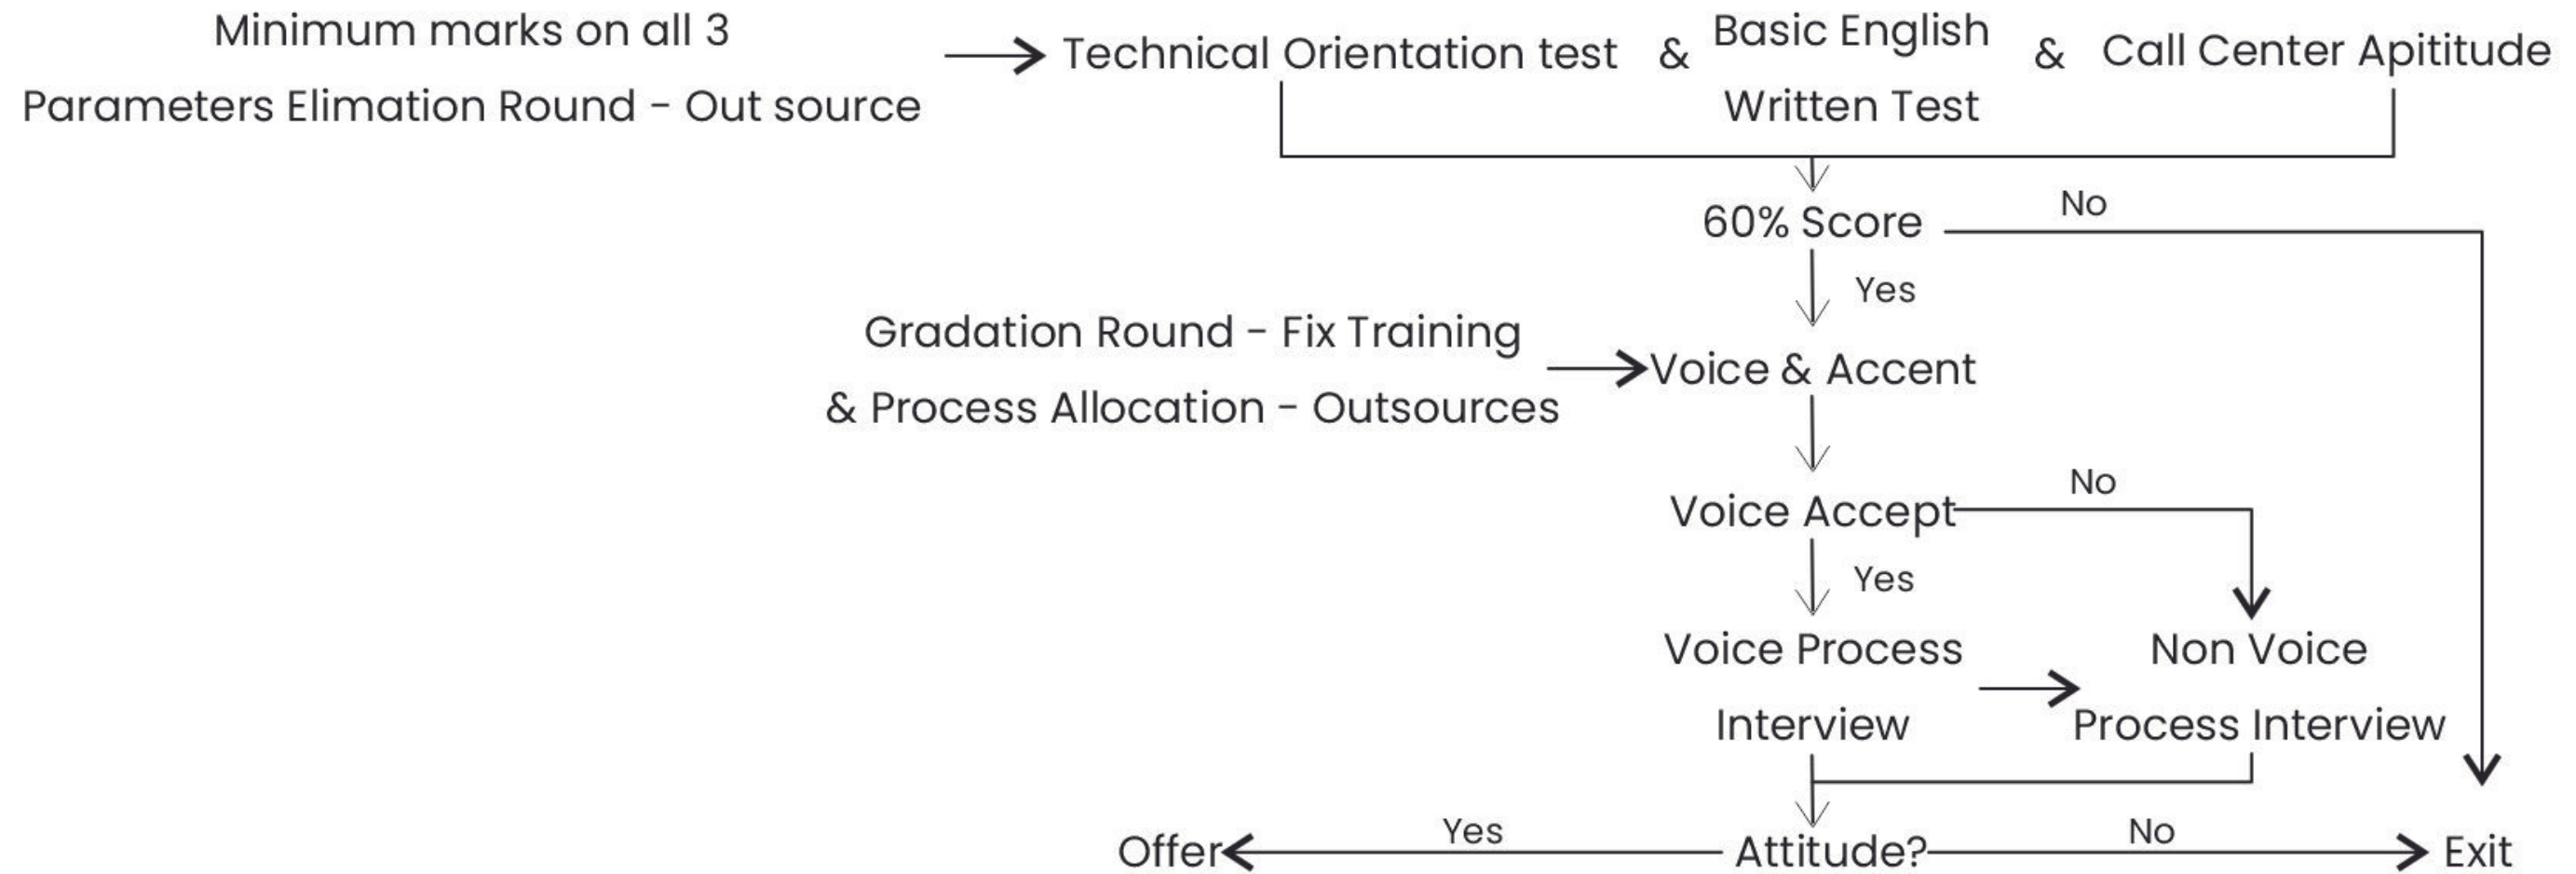 Minimum marks on all 3
Parameters Elimation Round - Out source
Technical Orientation test & Basic English & Call Center Apititude
Written Test
60% Score
No
Yes
Gradation Round - Fix Training
& Process Allocation - Outsources
Voice & Accent
No
Voice Accept
Yes
Voice Process
Interview
Non Voice
Process Interview
Offer
Yes
Attitude?
No
Exit